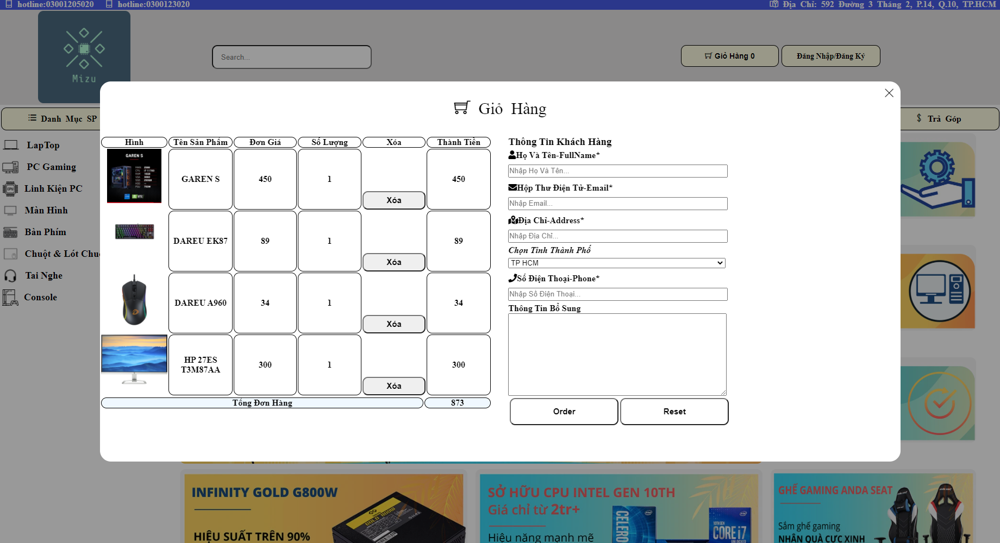 hotline:03001205020 hotline:0300123020 Địa Chỉ: 592 Đường 3 Tháng 2, P.14, Q.10, TP.HCM
Mizu
Search...
Giỏ Hàng 0
Đăng Nhập/Đăng Ký
Danh Mục SP
Trả Góp
LapTop
PC Gaming
CPU
Linh Kiện PC
Màn Hình
Bàn Phím
Chuột & Lót Chuộ
Tai Nghe
Console
Giỏ Hàng
Hình Tên Sản Phẩm Đơn Giá Số Lượng Xóa Thành Tiền
GAREN S
GAREN S 450 1 Xóa 450
DAREU EK87 89 1 Xóa 89
DAREU A960 34 1 Xóa 34
HP 27ES
T3M87AA 300 1 Xóa 300
Tổng Đơn Hàng 873
Thông Tin Khách Hàng
Họ Và Tên-FullName*
Nhập Họ Và Tên...
Hộp Thư Điện Tử-Email*
Nhập Email...
Địa Chỉ-Address*
Nhập Địa Chỉ...
Chọn Tỉnh Thành Phố
TP HCM
Số Điện Thoại-Phone*
Nhập Số Điện Thoại...
Thông Tin Bổ Sung
Order Reset
INFINITY GOLD G800W
HIỆU SUẤT TRÊN 90%
SỞ HỮU CPU INTEL GEN 10TH
Giá chỉ từ 2tr+
Hiệu năng mạnh mẽ
CELERO
CORE i7
GHẾ GAMING ANDA SEAT
Sắm ghế gaming
NHẬN QUÀ CỰC XINH